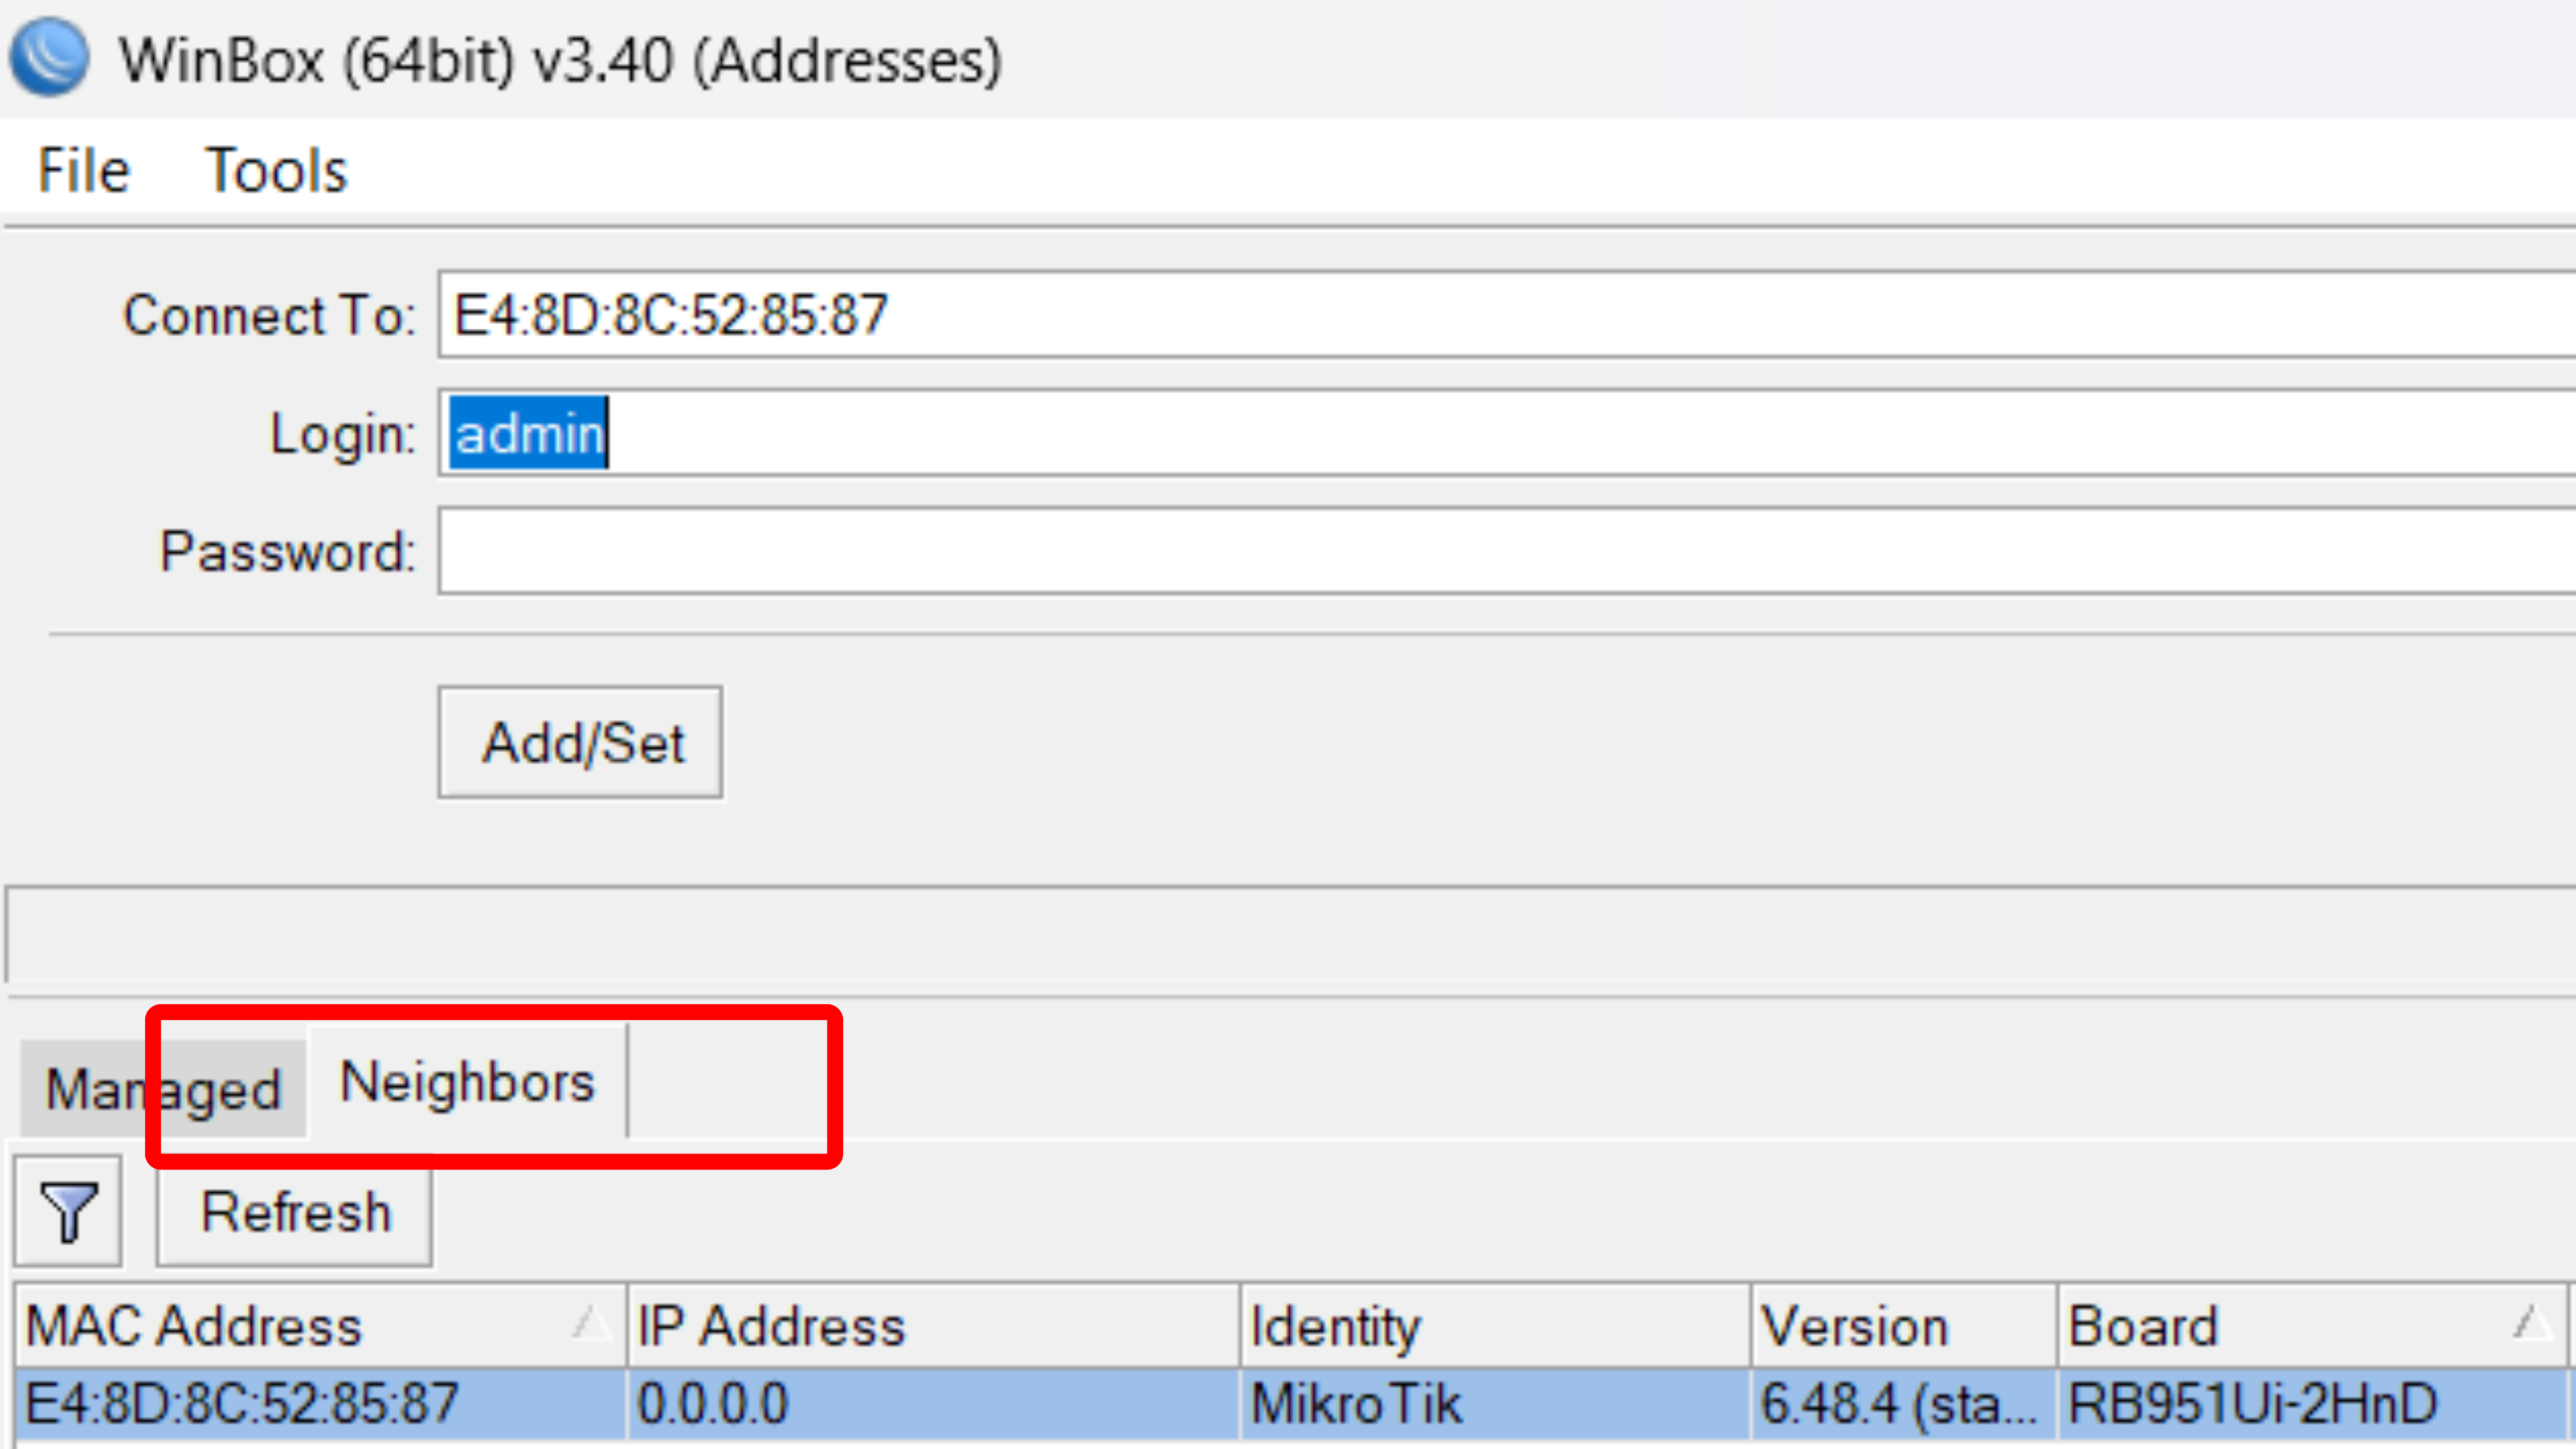 WinBox (64bit) v3.40 (Addresses)
File Tools
Connect To: E4:8D:8C:52:85:87
Login: admin
Password:
Add/Set
Managed Neighbors
Refresh
MAC Address IP Address Identity Version Board
E4:8D:8C:52:85:87 0.0.0.0 MikroTik 6.48.4 (sta... RB951Ui-2HnD